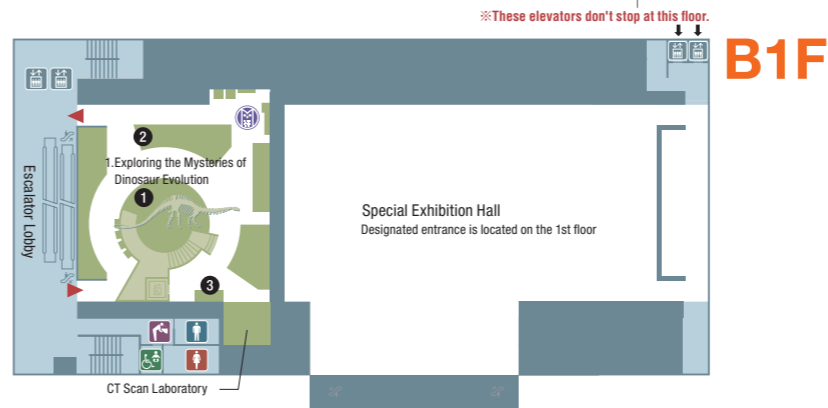 ※These elevators don't stop at this floor.
B1F
2
1.Exploring the Mysteries of
Dinosaur Evolution
1
Escalator Lobby
Special Exhibition Hall
Designated entrance is located on the 1st floor
3
CT Scan Laboratory